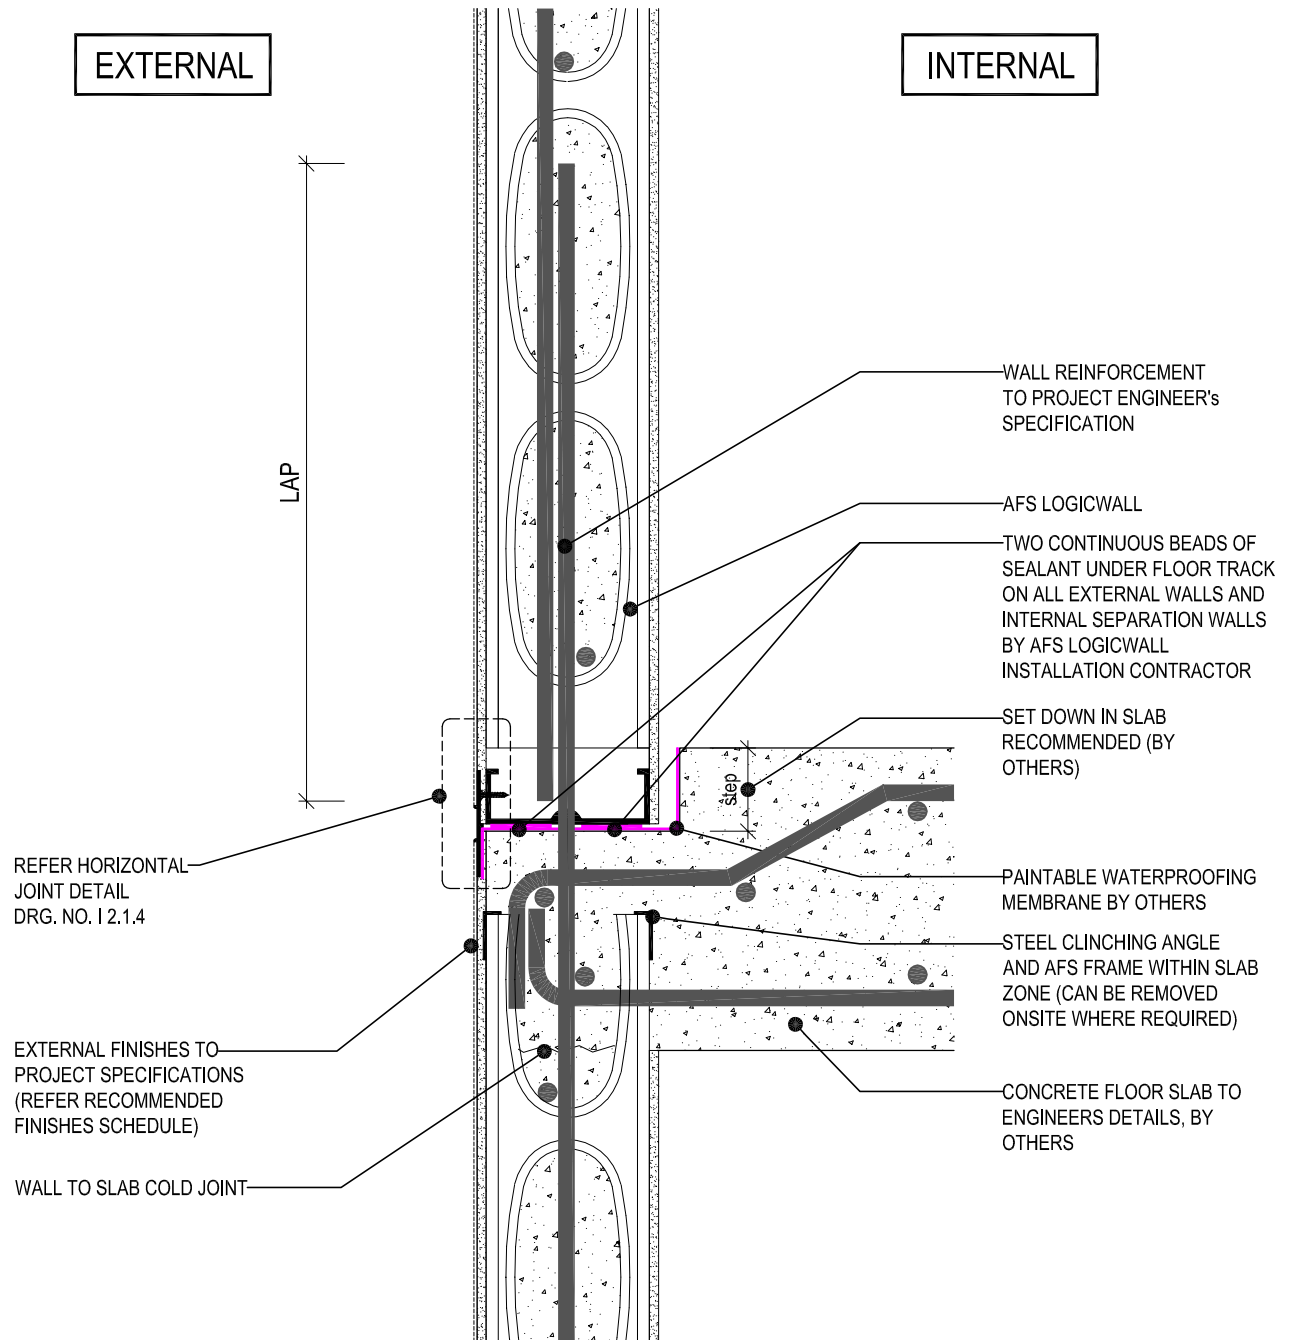 EXTERNAL
INTERNAL
LAP
WALL REINFORCEMENT
TO PROJECT ENGINEER's
SPECIFICATION
AFS LOGICWALL
TWO CONTINUOUS BEADS OF
SEALANT UNDER FLOOR TRACK
ON ALL EXTERNAL WALLS AND
INTERNAL SEPARATION WALLS
BY AFS LOGICWALL
INSTALLATION CONTRACTOR
SET DOWN IN SLAB
RECOMMENDED (BY
OTHERS)
step
REFER HORIZONTAL
JOINT DETAIL
DRG. NO. I 2.1.4
PAINTABLE WATERPROOFING
MEMBRANE BY OTHERS
STEEL CLINCHING ANGLE
AND AFS FRAME WITHIN SLAB
ZONE (CAN BE REMOVED
ONSITE WHERE REQUIRED)
EXTERNAL FINISHES TO
PROJECT SPECIFICATIONS
(REFER RECOMMENDED
FINISHES SCHEDULE)
CONCRETE FLOOR SLAB TO
ENGINEERS DETAILS, BY
OTHERS
WALL TO SLAB COLD JOINT